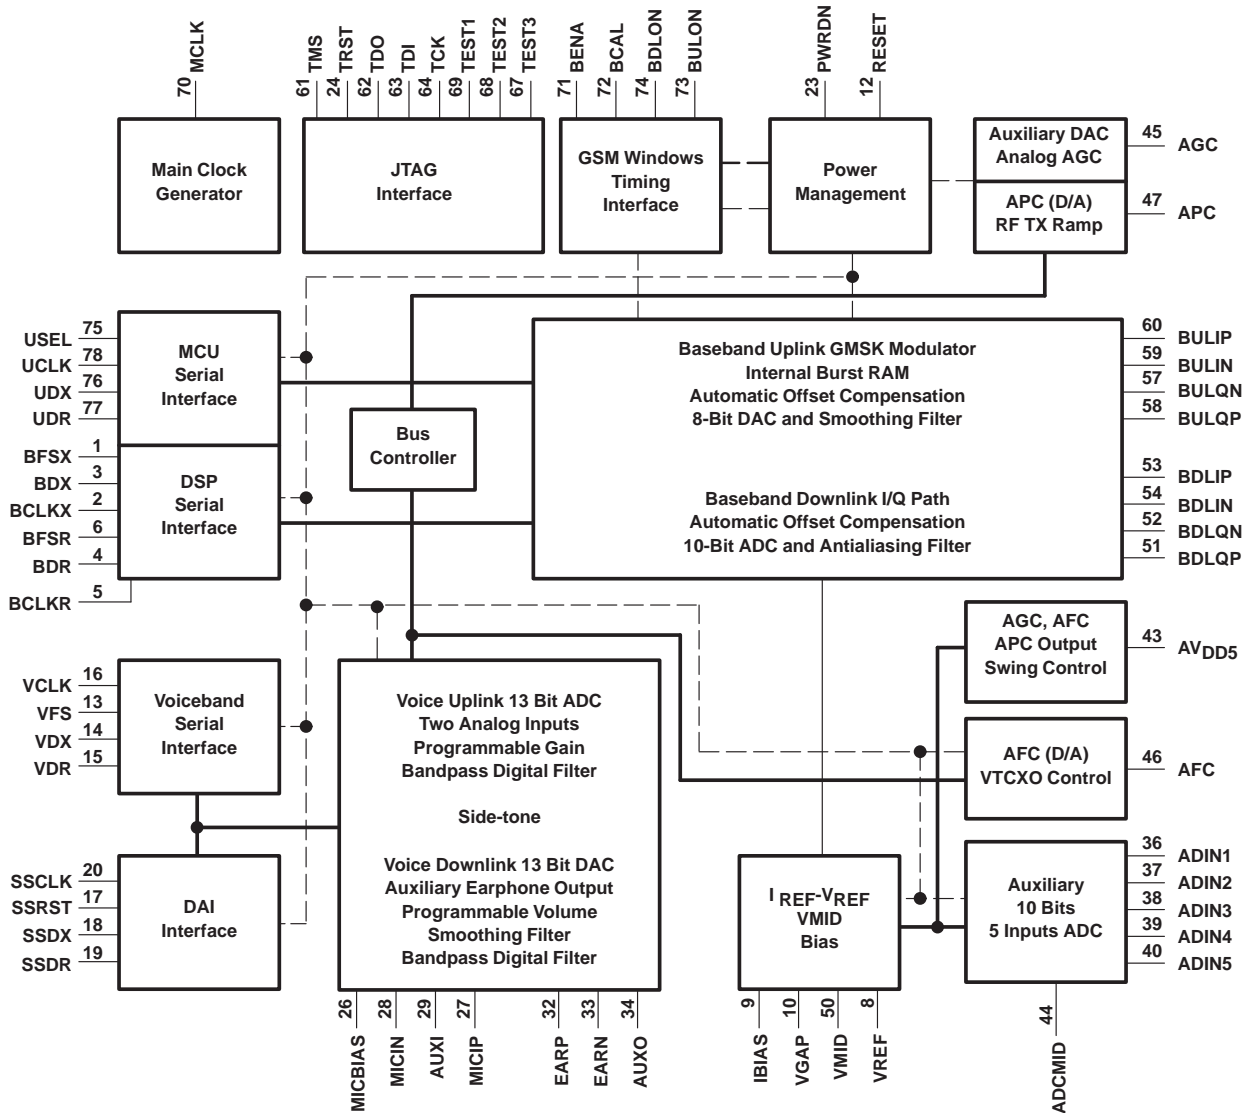 70 MCLK
61 TMS
24 TRST
62 TDO
63 TDI
64 TCK
69 TEST1
68 TEST2
67 TEST3
71 BENA
72 BCAL
74 BDLON
73 BULON
23 PWRDN
12 RESET
Main Clock
Generator
JTAG
Interface
GSM Windows
Timing
Interface
Power
Management
Auxiliary DAC
Analog AGC
APC (D/A)
RF TX Ramp
45 AGC
47 APC
USEL 75
UCLK 78
UDX 76
UDR 77
MCU
Serial
Interface
BFSX 1
BDX 3
BCLKX 2
BFSR 6
BDR 4
BCLKR 5
DSP
Serial
Interface
Bus
Controller
Baseband Uplink GMSK Modulator
Internal Burst RAM
Automatic Offset Compensation
8-Bit DAC and Smoothing Filter
Baseband Downlink I/Q Path
Automatic Offset Compensation
10-Bit ADC and Antialiasing Filter
60 BULIP
59 BULIN
57 BULQN
58 BULQP
53 BDLIP
54 BDLIN
52 BDLQN
51 BDLQP
VCLK 16
VFS 13
VDX 14
VDR 15
Voiceband
Serial
Interface
SSCLK 20
SSRST 17
SSDX 18
SSDR 19
DAI
Interface
Voice Uplink 13 Bit ADC
Two Analog Inputs
Programmable Gain
Bandpass Digital Filter
Side-tone
Voice Downlink 13 Bit DAC
Auxiliary Earphone Output
Programmable Volume
Smoothing Filter
Bandpass Digital Filter
AGC, AFC
APC Output
Swing Control
43 AVDD5
AFC (D/A)
VTCXO Control
46 AFC
I REF-VREF
VMID
Bias
Auxiliary
10 Bits
5 Inputs ADC
36 ADIN1
37 ADIN2
38 ADIN3
39 ADIN4
40 ADIN5
26 MICBIAS
28 MICIN
29 AUXI
27 MICIP
32 EARP
33 EARN
34 AUXO
9 IBIAS
10 VGAP
50 VMID
8 VREF
44 ADCMID